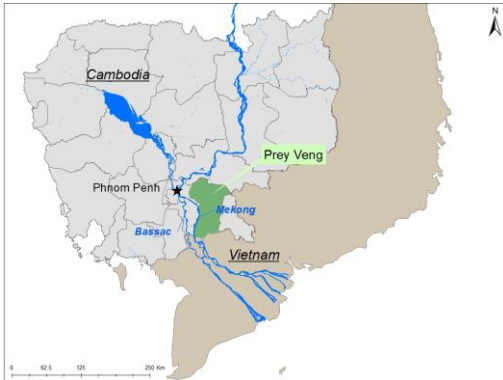 N
Cambodia
Prey Veng
Phnom Penh
Mekong
Bassac
Vietnam
0 62.5 125 250 Km